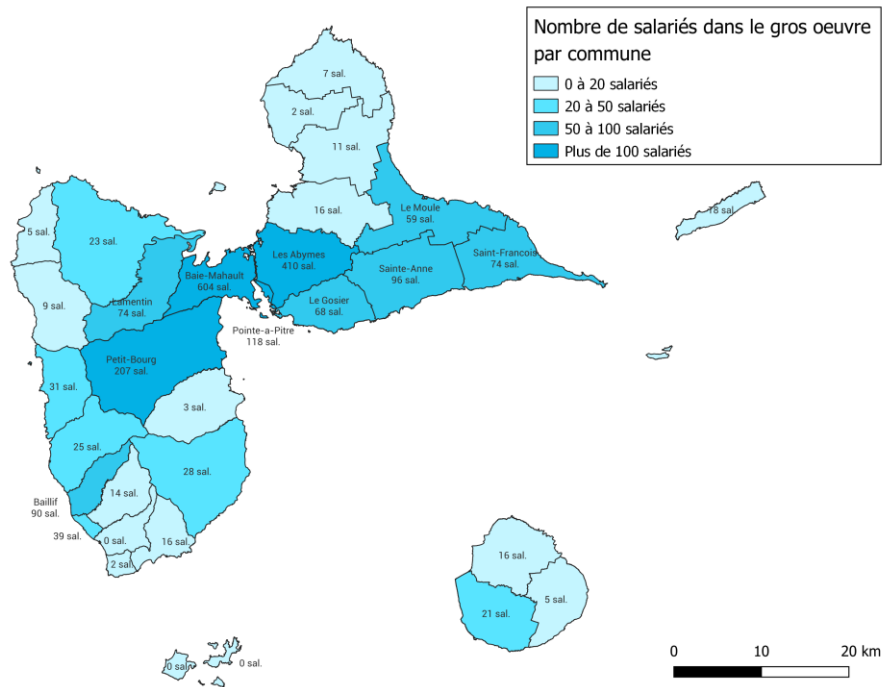 Nombre de salariés dans le gros oeuvre
par commune
0 à 20 salariés
20 à 50 salariés
50 à 100 salariés
Plus de 100 salariés
7 sal.
2 sal.
11 sal.
16 sal.
Le Moule
59 sal.
18 sal.
5 sal.
23 sal.
Les Abymes
410 sal.
Saint-Francois
74 sal.
Baie-Mahault
604 sal.
Sainte-Anne
96 sal.
Lamentin
74 sal.
9 sal.
Le Gosier
68 sal.
Pointe-a-Pitre
118 sal.
Petit-Bourg
207 sal.
31 sal.
3 sal.
25 sal.
28 sal.
14 sal.
Baillif
90 sal.
39 sal.
0 sal.
16 sal.
2 sal.
16 sal.
5 sal.
21 sal.
0 sal.
0 sal.
0 10 20 km